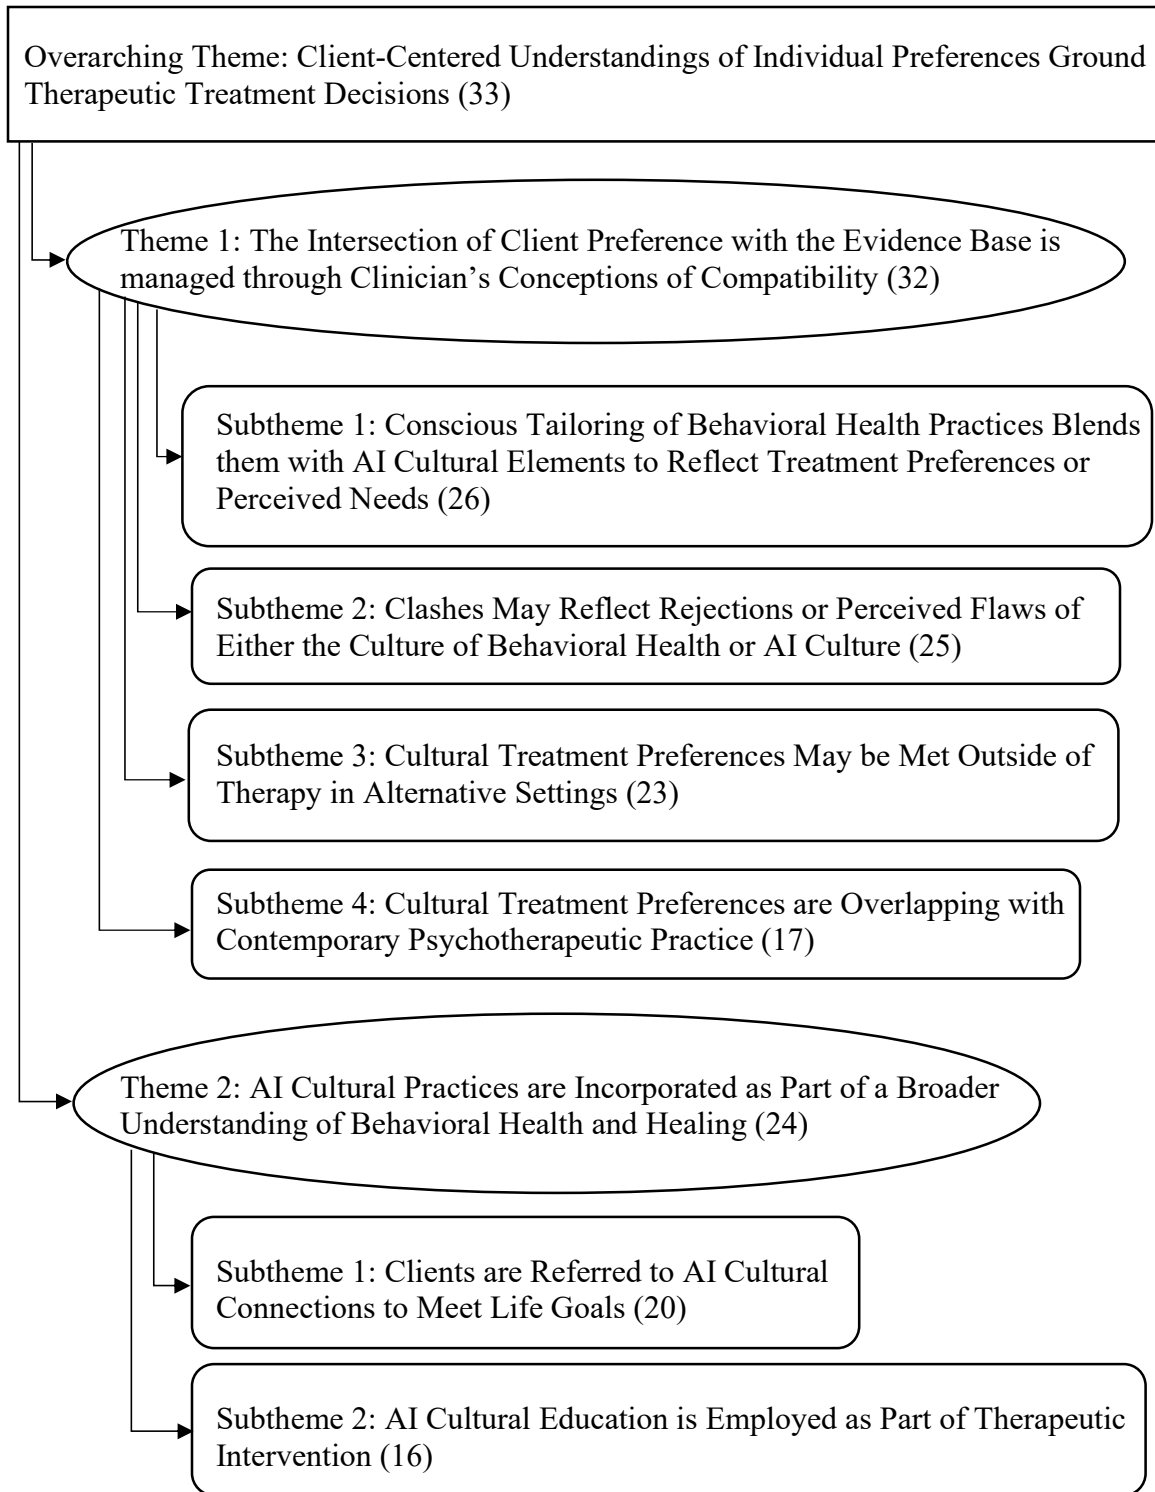 Overarching Theme: Client-Centered Understandings of Individual Preferences Ground
Therapeutic Treatment Decisions (33)
Theme 1: The Intersection of Client Preference with the Evidence Base is
managed through Clinician’s Conceptions of Compatibility (32)
Subtheme 1: Conscious Tailoring of Behavioral Health Practices Blends
them with AI Cultural Elements to Reflect Treatment Preferences or
Perceived Needs (26)
Subtheme 2: Clashes May Reflect Rejections or Perceived Flaws of
Either the Culture of Behavioral Health or AI Culture (25)
Subtheme 3: Cultural Treatment Preferences May be Met Outside of
Therapy in Alternative Settings (23)
Subtheme 4: Cultural Treatment Preferences are Overlapping with
Contemporary Psychotherapeutic Practice (17)
Theme 2: AI Cultural Practices are Incorporated as Part of a Broader
Understanding of Behavioral Health and Healing (24)
Subtheme 1: Clients are Referred to AI Cultural
Connections to Meet Life Goals (20)
Subtheme 2: AI Cultural Education is Employed as Part of Therapeutic
Intervention (16)